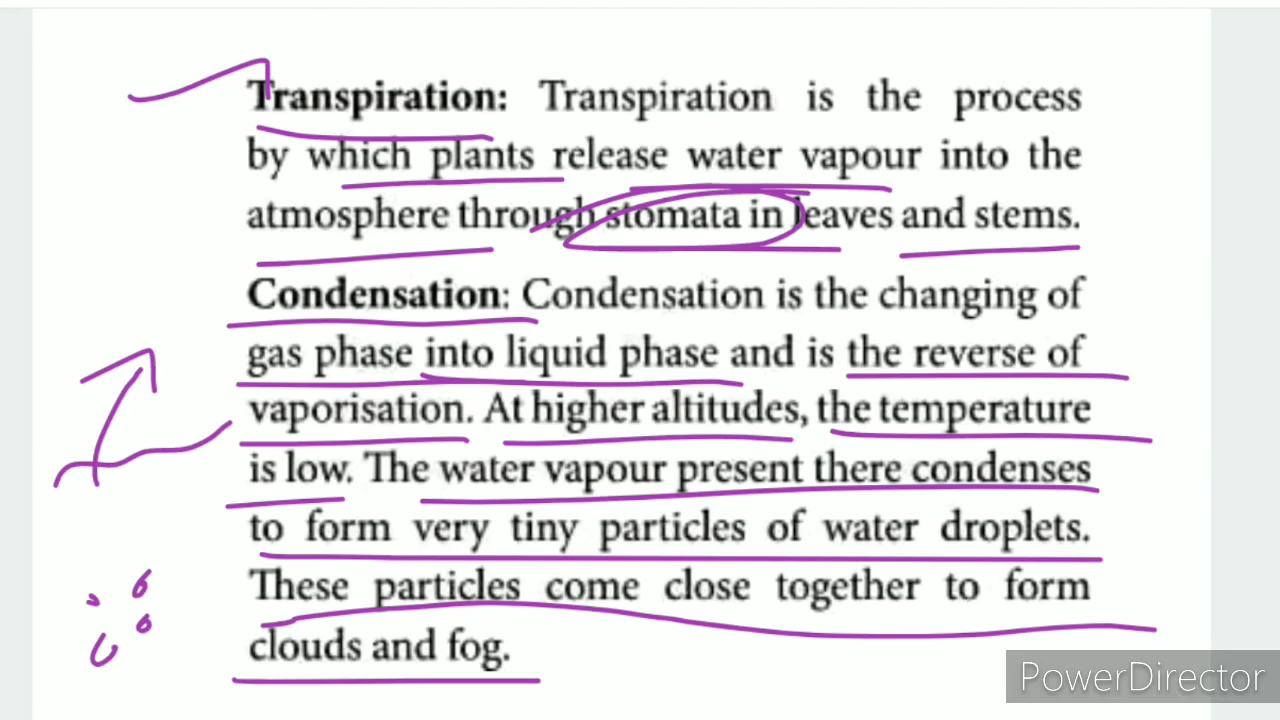 Transpiration: Transpiration is the process
by which plants release water vapour into the
atmosphere through stomata in leaves and stems.
Condensation: Condensation is the changing of
gas phase into liquid phase and is the reverse of
vaporisation. At higher altitudes, the temperature
is low. The water vapour present there condenses
to form very tiny particles of water droplets.
These particles come close together to form
clouds and fog.
PowerDirector